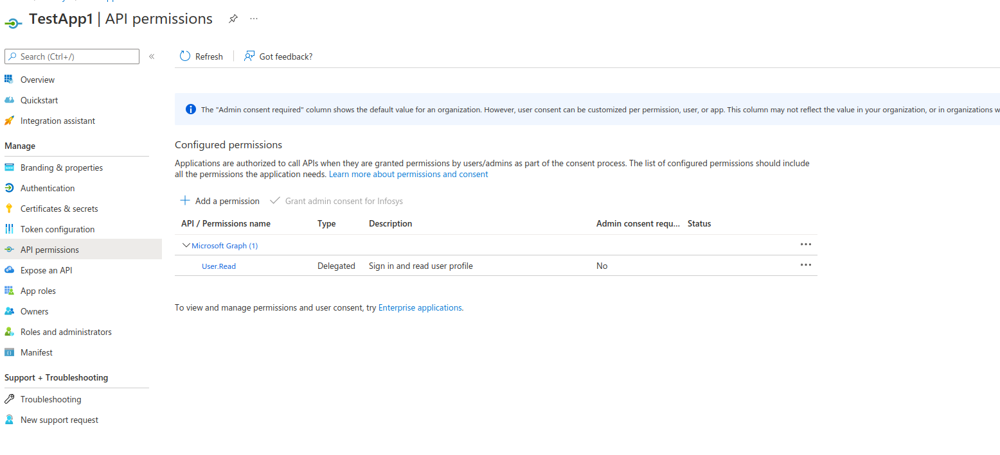 TestApp1 | API permissions
Search (Ctrl+/)
Refresh
Got feedback?
Overview
Quickstart
Integration assistant
Manage
Branding & properties
Authentication
Certificates & secrets
Token configuration
API permissions
Expose an API
App roles
Owners
Roles and administrators
Manifest
Support + Troubleshooting
Troubleshooting
New support request
The "Admin consent required" column shows the default value for an organization. However, user consent can be customized per permission, user, or app. This column may not reflect the value in your organization, or in organizations w
Configured permissions
Applications are authorized to call APIs when they are granted permissions by users/admins as part of the consent process. The list of configured permissions should include
all the permissions the application needs. Learn more about permissions and consent
Add a permission
Grant admin consent for Infosys
API / Permissions name Type Description Admin consent requ... Status
Microsoft Graph (1)
User.Read Delegated Sign in and read user profile No
To view and manage permissions and user consent, try Enterprise applications.